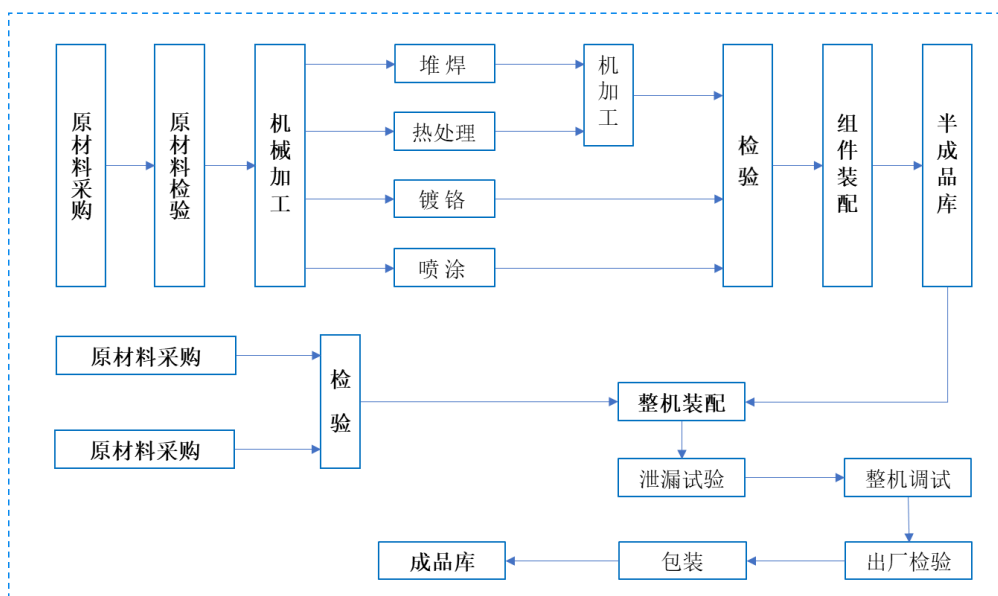 原材料采购
原材料检验
机械加工
堆焊
热处理
镀铬
喷涂
机加工
检验
组件装配
半成品库
原材料采购
原材料采购
检验
整机装配
泄漏试验
整机调试
成品库
包装
出厂检验